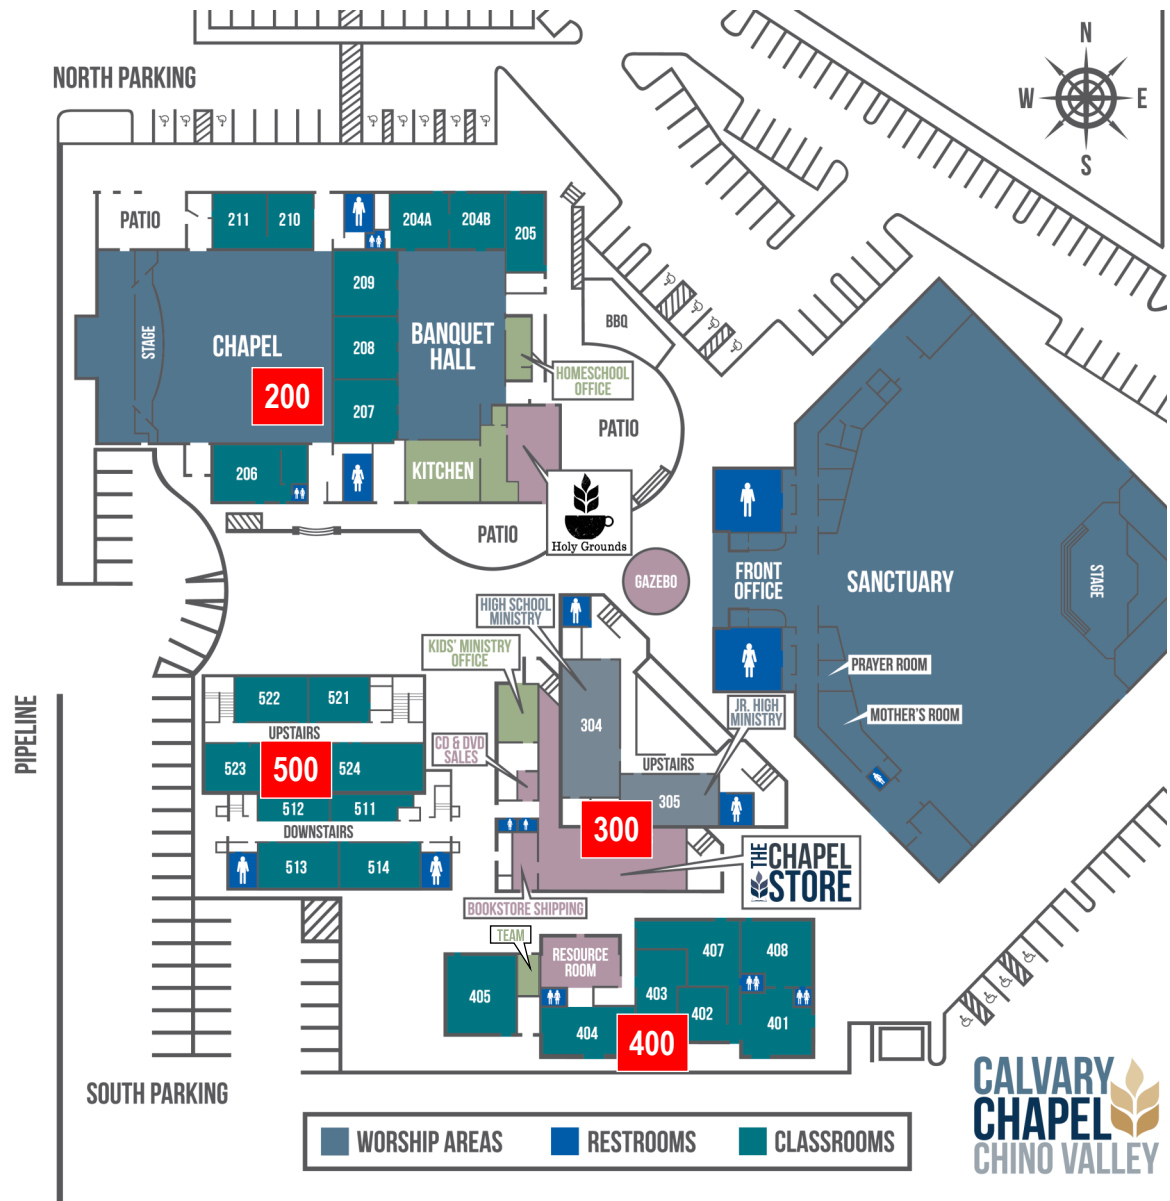 N
W
E
S
NORTH PARKING
PATIO
211
210
204A
204B
205
209
208
207
CHAPEL
STAGE
BANQUET
HALL
200
206
KITCHEN
HOMESCHOOL
OFFICE
BBQ
PATIO
PATIO
Holy Grounds
GAZEBO
FRONT
OFFICE
SANCTUARY
STAGE
PRAYER ROOM
MOTHER'S ROOM
HIGH SCHOOL
MINISTRY
KIDS' MINISTRY
OFFICE
JR. HIGH
MINISTRY
CD & DVD
SALES
304
UPSTAIRS
305
300
THE
CHAPEL
STORE
BOOKSTORE SHIPPING
PIPELINE
522
521
UPSTAIRS
523
500
524
512
511
DOWNSTAIRS
513
514
TEAM
RESOURCE
ROOM
405
404
403
402
407
408
401
400
SOUTH PARKING
WORSHIP AREAS
RESTROOMS
CLASSROOMS
CALVARY
CHAPEL
CHINO VALLEY